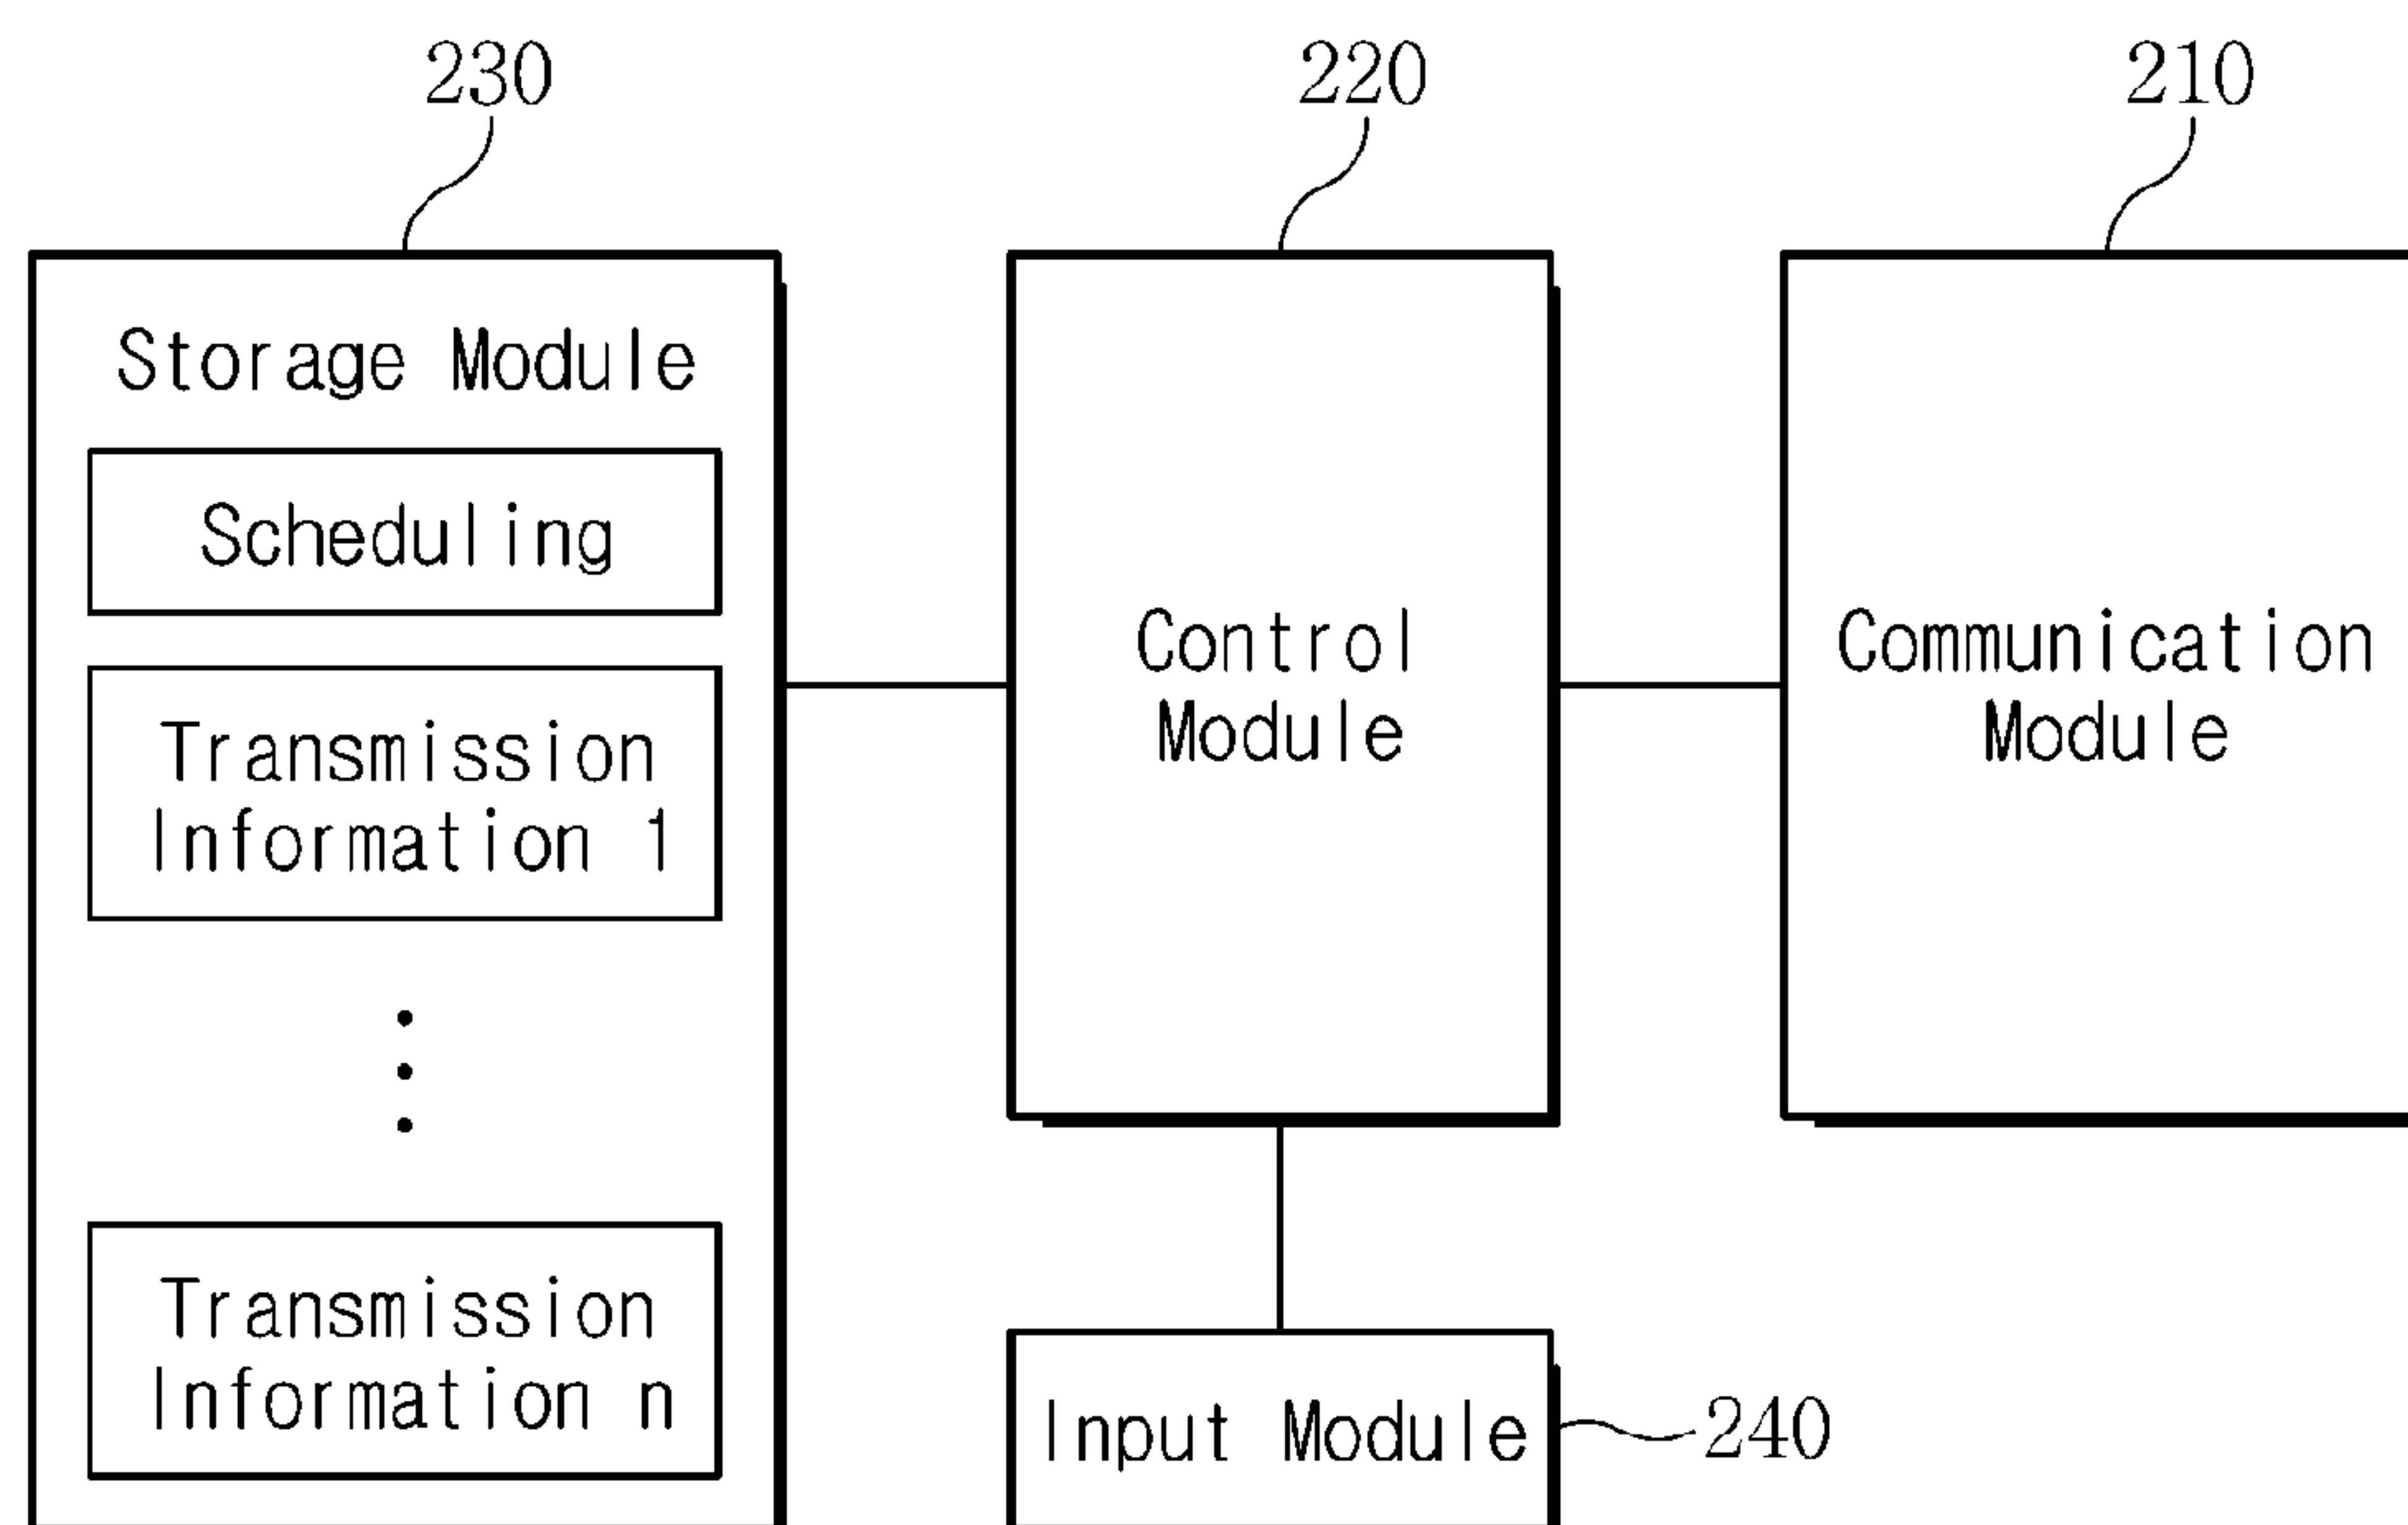 230
220
210
Storage Module
Scheduling
Transmission
Information 1
Transmission
Information n
Control
Module
Communication
Module
Input Module
240